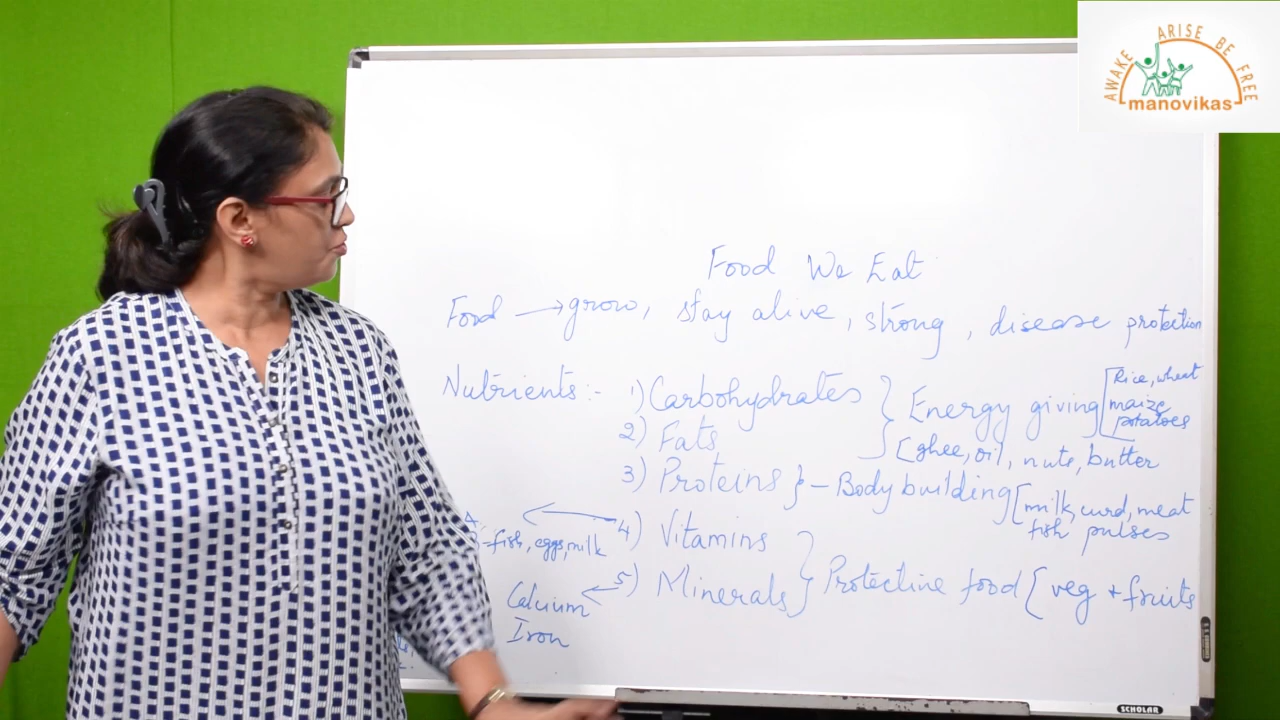 AWAKE ARISE BE FREE
manovikas
Food We Eat
Food → grow, stay alive, strong, disease protection
Nutrients :- 1) Carbohydrates } Energy giving [Rice, wheat
maize
potatoes
2) Fats [ghee, oil, nuts, butter
3) Proteins } - Body building [milk, curd, meat
fish pulses
4) Vitamins
-fish, eggs, milk
5) Minerals } Protective food [veg + fruits
Calcium
Iron
SCHOLAR